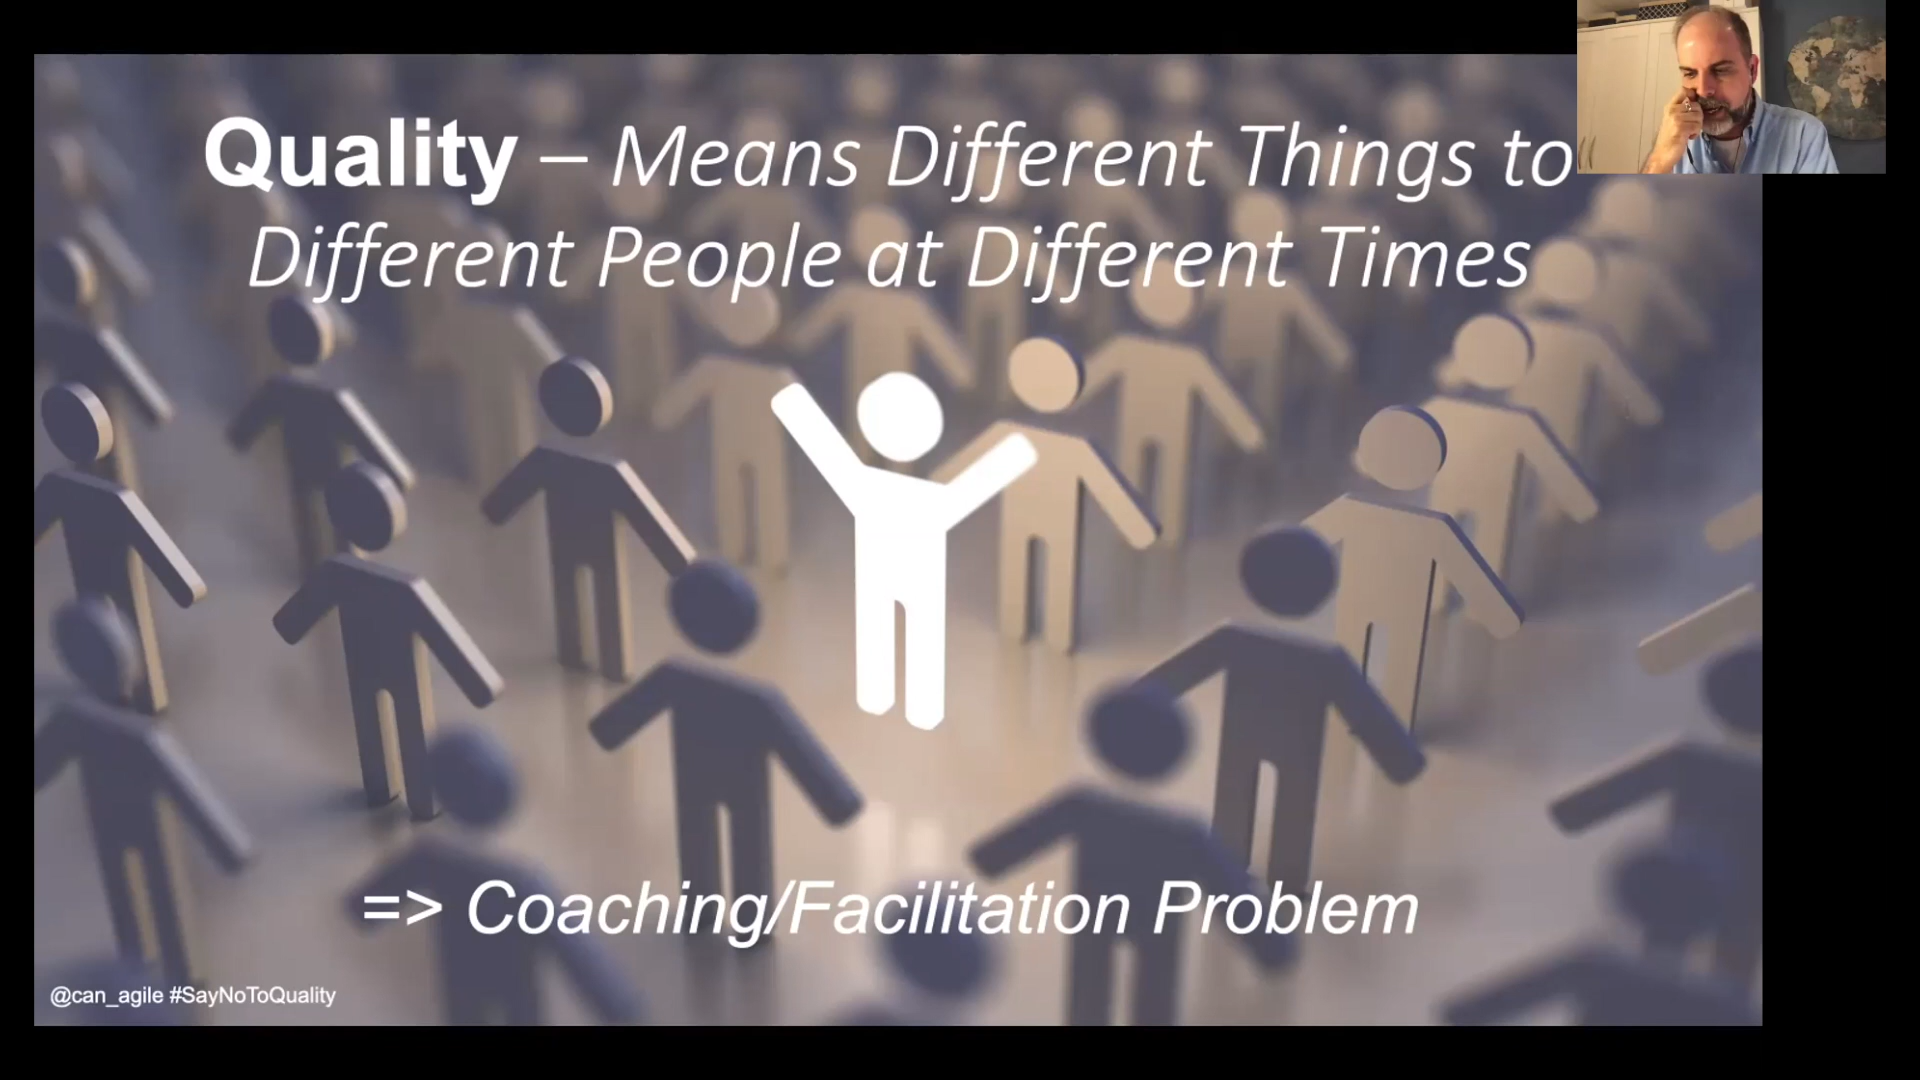 Quality – Means Different Things to
Different People at Different Times
=> Coaching/Facilitation Problem
@can_agile #SayNoToQuality